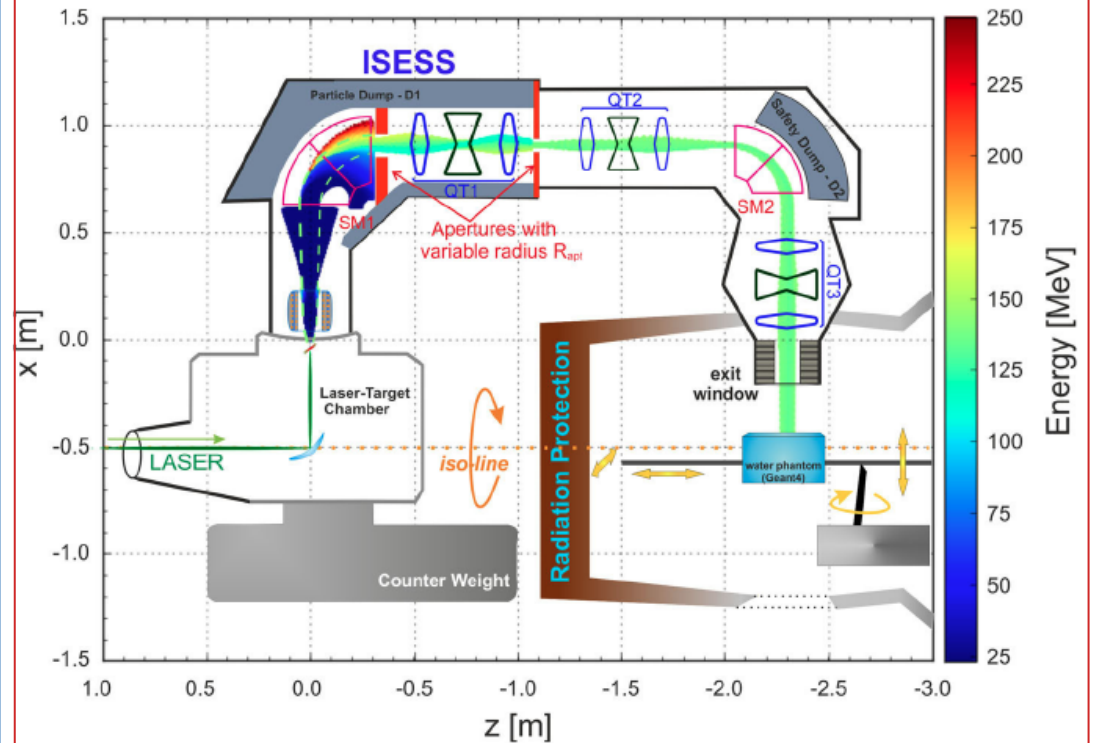 1.5
1.0
0.5
0.0
-0.5
-1.0
-1.5
x [m]
ISESS
Particle Dump - D1
QT2
Safety Dump - D2
QT1
SM1
SM2
Apertures with
variable radius Rapt
QT3
exit
window
Laser-Target
Chamber
LASER
iso-line
Radiation Protection
water phantom
(Geant4)
Counter Weight
1.0 0.5 0.0 -0.5 -1.0 -1.5 -2.0 -2.5 -3.0
z [m]
250
225
200
175
150
125
100
75
50
25
Energy [MeV]